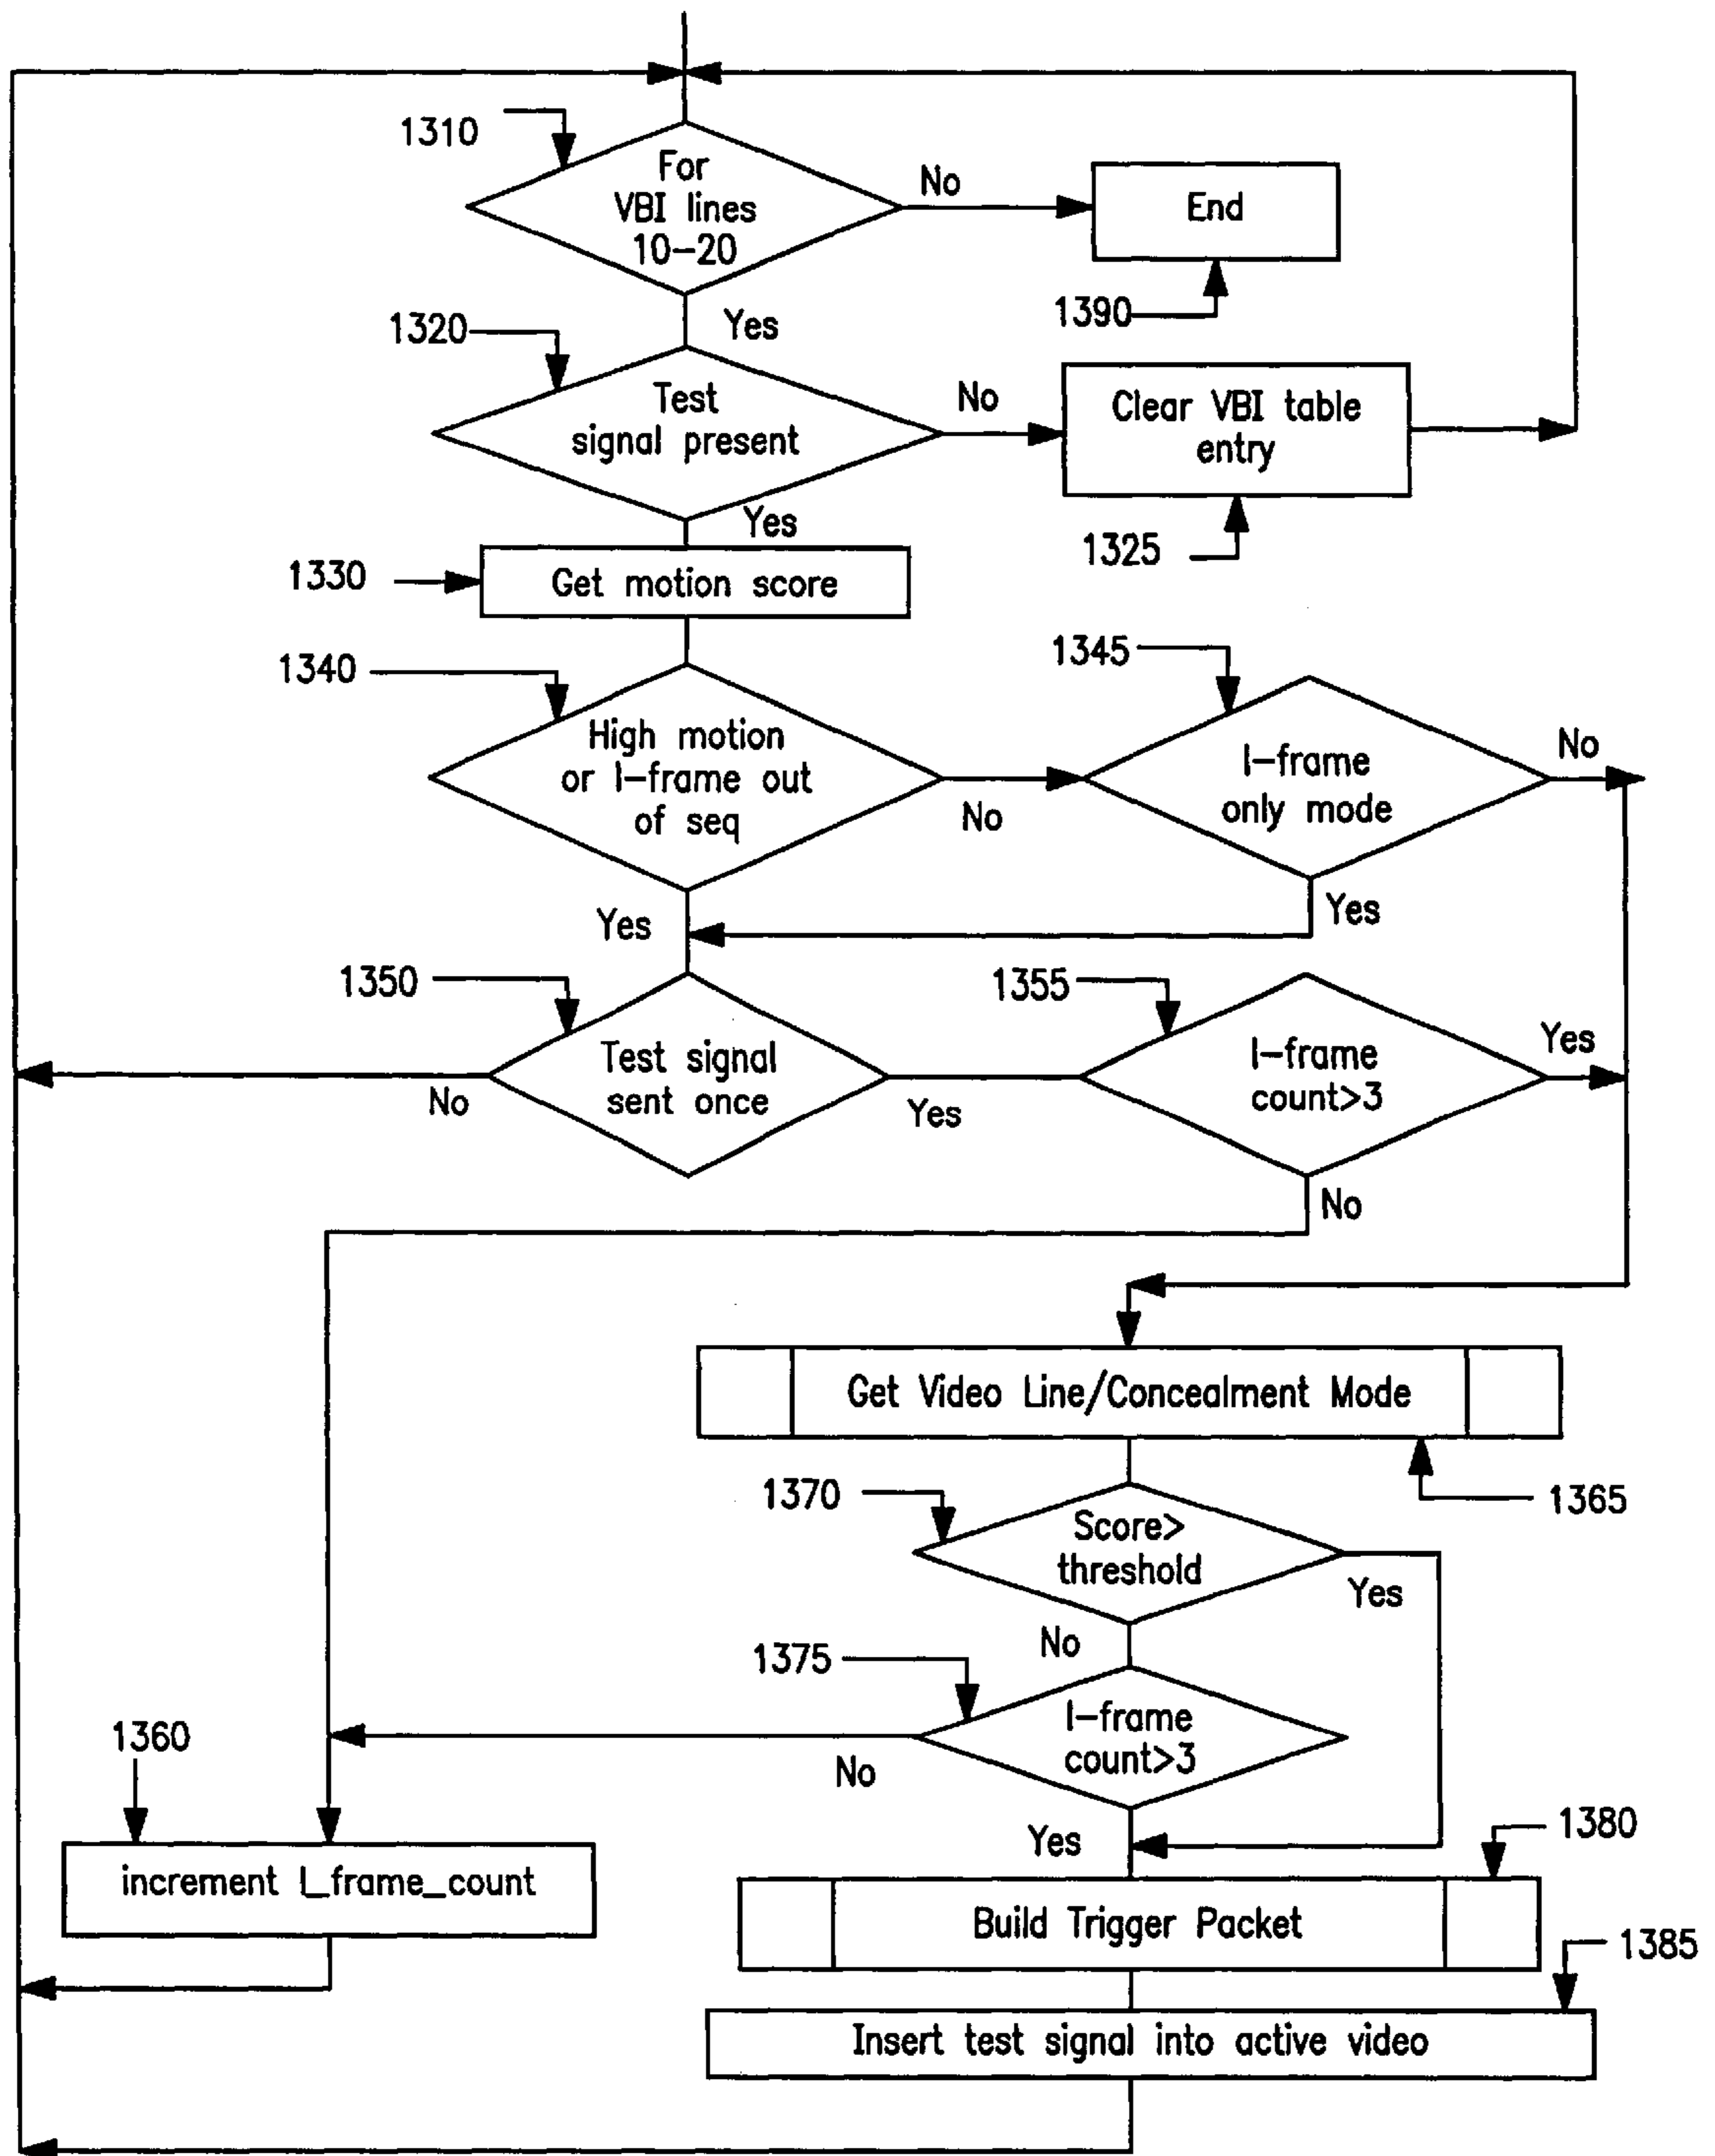 1310
For
VBI lines
10-20
No
End
1390
Yes
1320
Test
signal present
No
Clear VBI table
entry
1325
Yes
1330
Get motion score
1340
High motion
or I-frame out
of seq
No
1345
I-frame
only mode
No
Yes
Yes
1350
Test signal
sent once
No
Yes
1355
I-frame
count>3
Yes
No
Get Video Line/Concealment Mode
1365
1370
Score>
threshold
Yes
No
1375
I-frame
count>3
No
Yes
1360
increment I_frame_count
1380
Build Trigger Packet
1385
Insert test signal into active video